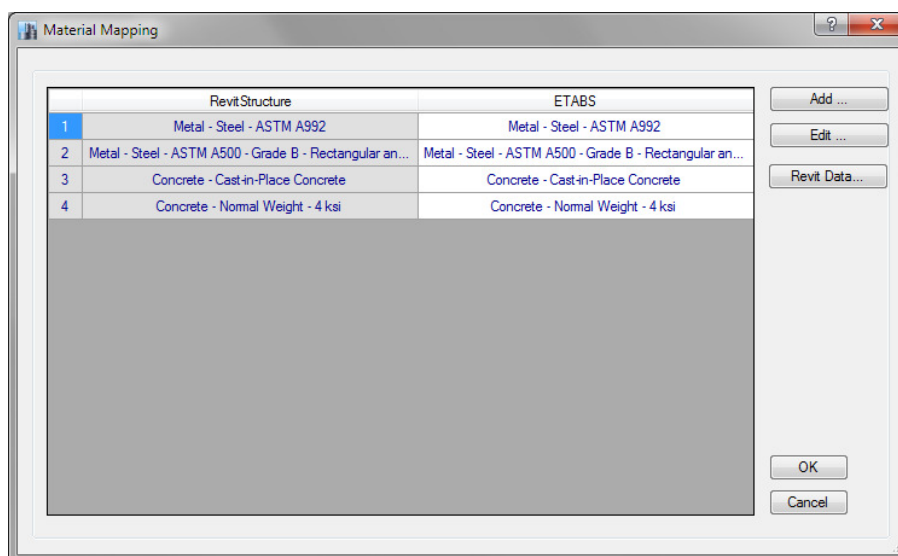 Material Mapping
?
X
RevitStructure ETABS
1 Metal - Steel - ASTM A992 Metal - Steel - ASTM A992
2 Metal - Steel - ASTM A500 - Grade B - Rectangular an... Metal - Steel - ASTM A500 - Grade B - Rectangular an...
3 Concrete - Cast-in-Place Concrete Concrete - Cast-in-Place Concrete
4 Concrete - Normal Weight - 4 ksi Concrete - Normal Weight - 4 ksi
Add ...
Edit ...
Revit Data...
OK
Cancel